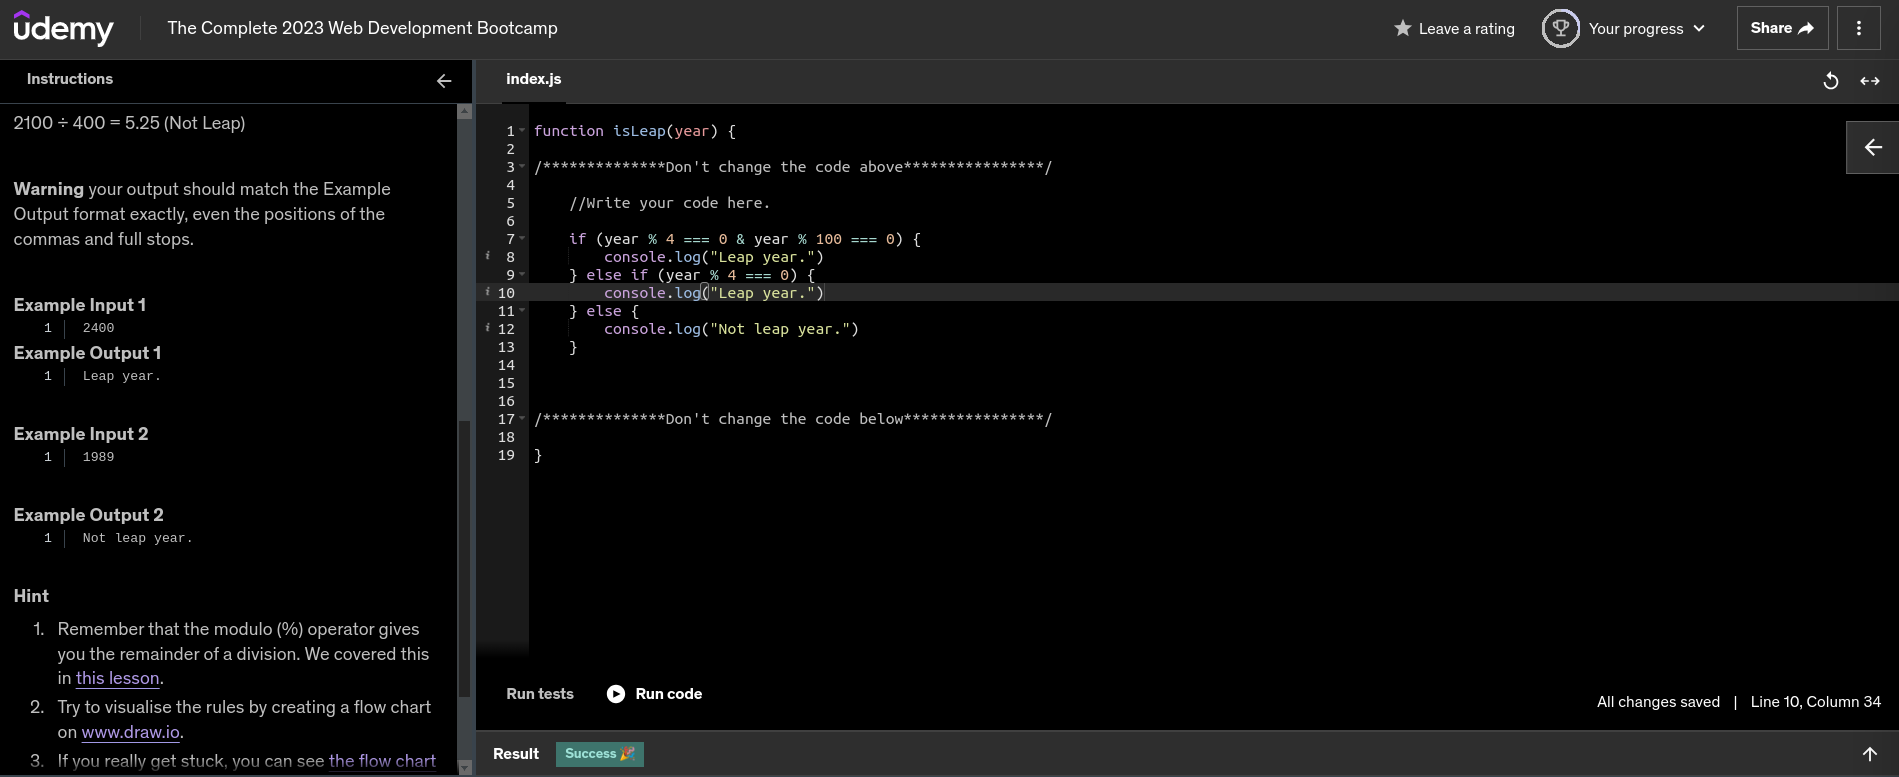 udemy
The Complete 2023 Web Development Bootcamp
Leave a rating
Your progress
Share
Instructions
2100 ÷ 400 = 5.25 (Not Leap)
Warning your output should match the Example
Output format exactly, even the positions of the
commas and full stops.
Example Input 1
1 2400
Example Output 1
1 Leap year.
Example Input 2
1 1989
Example Output 2
1 Not leap year.
Hint
1. Remember that the modulo (%) operator gives
you the remainder of a division. We covered this
in this lesson.
2. Try to visualise the rules by creating a flow chart
on www.draw.io.
3. If you really get stuck, you can see the flow chart
index.js
1 function isLeap(year) {
2
3 /**************Don't change the code above****************/
4
5 //Write your code here.
6
7 if (year % 4 === 0 & year % 100 === 0) {
i 8 console.log("Leap year.")
9 } else if (year % 4 === 0) {
i 10 console.log("Leap year.")
11 } else {
i 12 console.log("Not leap year.")
13 }
14
15
16
17 /**************Don't change the code below****************/
18
19 }
Run tests
Run code
All changes saved | Line 10, Column 34
Result
Success 🎉